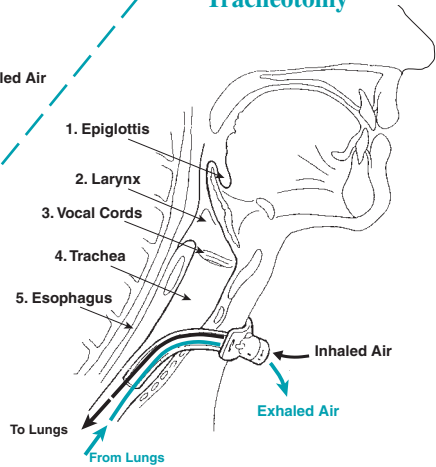 Tracheotomy
led Air
1. Epiglottis
2. Larynx
3. Vocal Cords
4. Trachea
5. Esophagus
Inhaled Air
Exhaled Air
To Lungs
From Lungs